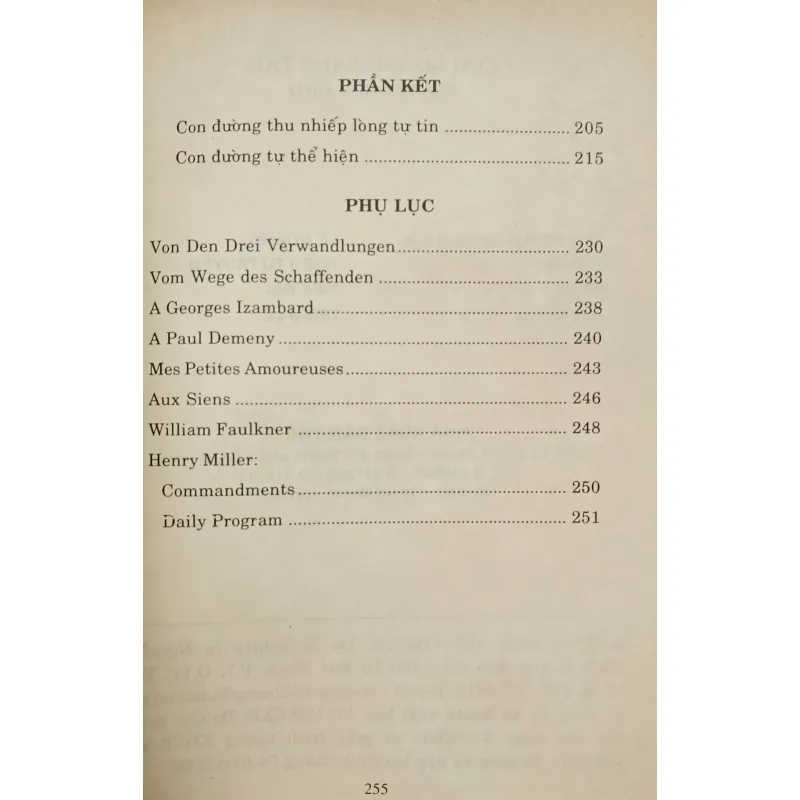 PHẦN KẾT
Con đường thu nhiếp lòng tự tin ........................... 205
Con đường tự thể hiện ............................................ 215
PHỤ LỤC
Von Den Drei Verwandlungen..................................... 230
Vom Wege des Schaffenden ........................................ 233
A Georges Izambard...................................................... 238
A Paul Demeny .............................................................. 240
Mes Petites Amoureuses................................................ 243
Aux Siens ....................................................................... 246
William Faulkner .......................................................... 248
Henry Miller:
Commandments.......................................................... 250
Daily Program ............................................................ 251
255